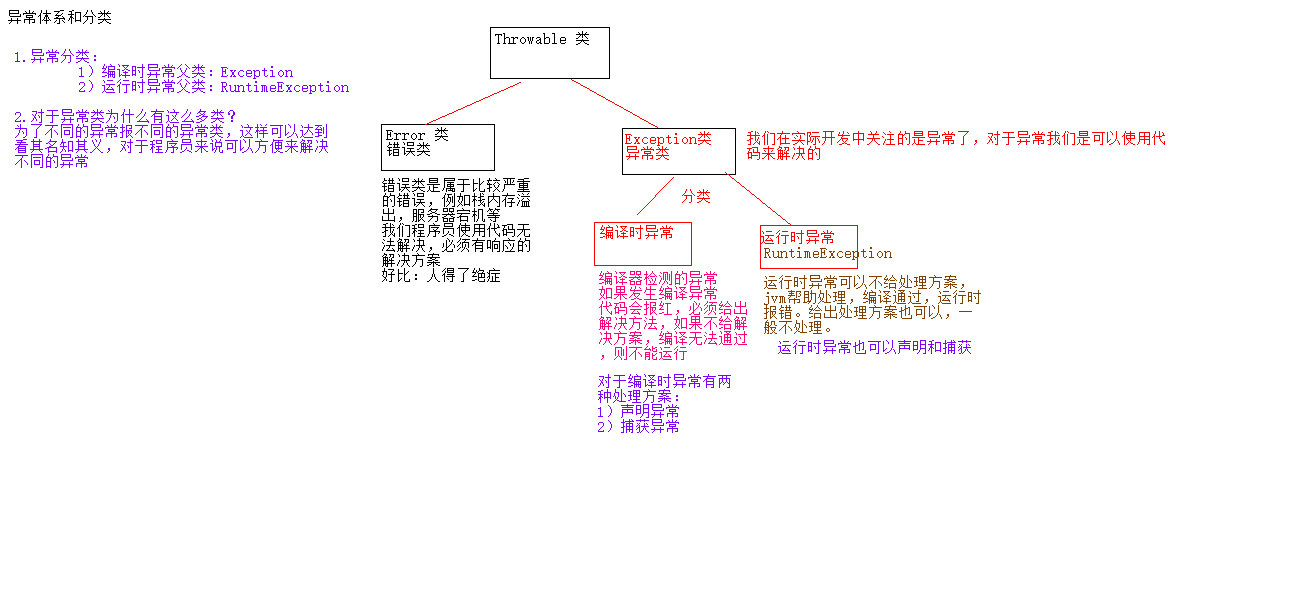 异常体系和分类
1.异常分类:
1）编译时异常父类：Exception
2）运行时异常父类：RuntimeException
2.对于异常类为什么有这么多类？
为了不同的异常报不同的异常类，这样可以达到
看其名知其义，对于程序员来说可以方便来解决
不同的异常
Throwable 类
Error 类
错误类
错误类是属于比较严重
的错误，例如栈内存溢
出，服务器宕机等
我们程序员使用代码无
法解决，必须有响应的
解决方案
好比：人得了绝症
Exception类
异常类
我们在实际开发中关注的是异常了，对于异常我们是可以使用代
码来解决的
分类
编译时异常
编译器检测的异常
如果发生编译异常
代码会报红，必须给出
解决方法，如果不给解
决方案，编译无法通过
，则不能运行
对于编译时异常有两
种处理方案：
1）声明异常
2）捕获异常
运行时异常
RuntimeException
运行时异常可以不给处理方案，
jvm帮助处理，编译通过，运行时
报错。给出处理方案也可以，一
般不处理。
运行时异常也可以声明和捕获